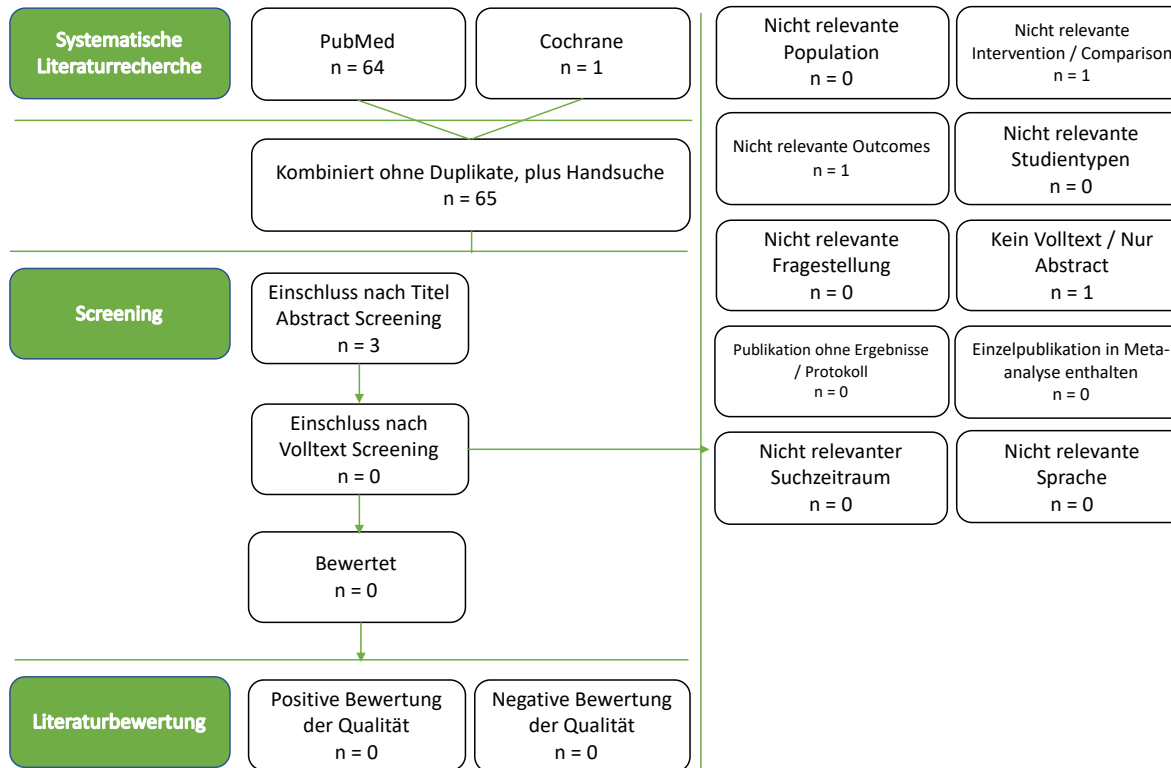 Systematische
Literaturrecherche
PubMed
n = 64
Cochrane
n = 1
Kombiniert ohne Duplikate, plus Handsuche
n = 65
Screening
Einschluss nach Titel
Abstract Screening
n = 3
Einschluss nach
Volltext Screening
n = 0
Bewertet
n = 0
Literaturbewertung
Positive Bewertung
der Qualität
n = 0
Negative Bewertung
der Qualität
n = 0
Nicht relevante
Population
n = 0
Nicht relevante
Intervention / Comparison
n = 1
Nicht relevante Outcomes
n = 1
Nicht relevante
Studientypen
n = 0
Nicht relevante
Fragestellung
n = 0
Kein Volltext / Nur
Abstract
n = 1
Publikation ohne Ergebnisse
/ Protokoll
n = 0
Einzelpublikation in Meta-
analyse enthalten
n = 0
Nicht relevanter
Suchzeitraum
n = 0
Nicht relevante
Sprache
n = 0